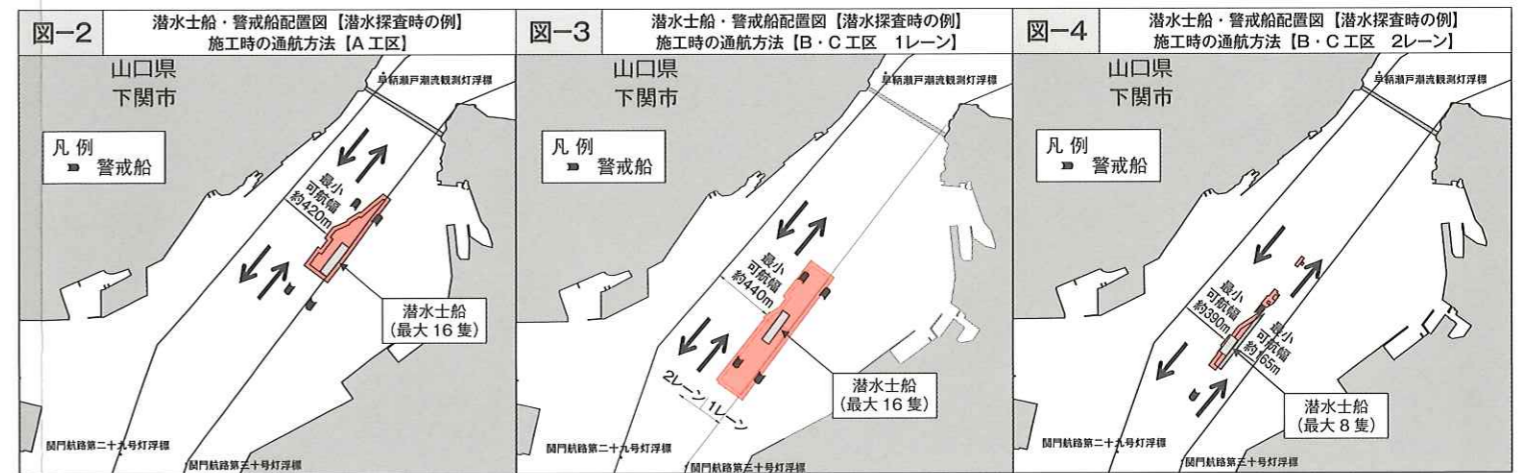 図−2
潜水士船・警戒船配置図【潜水探査時の例】
施工時の通航方法【A工区】
山口県
下関市
早鞆瀬戸潮流観測灯浮標
凡例
警戒船
最小
可航幅
約420m
潜水士船
(最大16隻)
関門航路第二十九号灯浮標
関門航路第三十号灯浮標
図−3
潜水士船・警戒船配置図【潜水探査時の例】
施工時の通航方法【B・C工区 1レーン】
山口県
下関市
早鞆瀬戸潮流観測灯浮標
凡例
警戒船
最小
可航幅
約440m
2レーン
1レーン
潜水士船
(最大16隻)
関門航路第二十九号灯浮標
関門航路第三十号灯浮標
図−4
潜水士船・警戒船配置図【潜水探査時の例】
施工時の通航方法【B・C工区 2レーン】
山口県
下関市
早鞆瀬戸潮流観測灯浮標
凡例
警戒船
最小
可航幅
約390m
最小
可航幅
約165m
潜水士船
(最大8隻)
関門航路第二十九号灯浮標
関門航路第三十号灯浮標